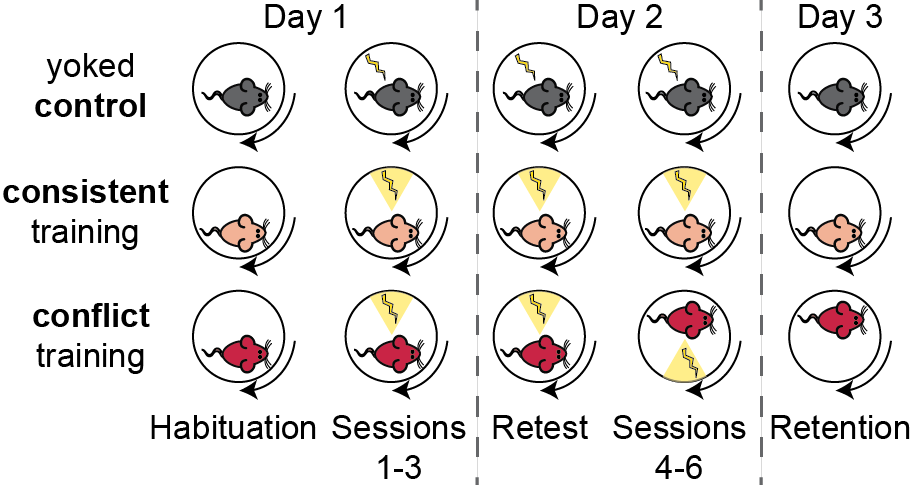 Day 1
Day 2
Day 3
yoked
control
consistent
training
conflict
training
Habituation
Sessions
1-3
Retest
Sessions
4-6
Retention